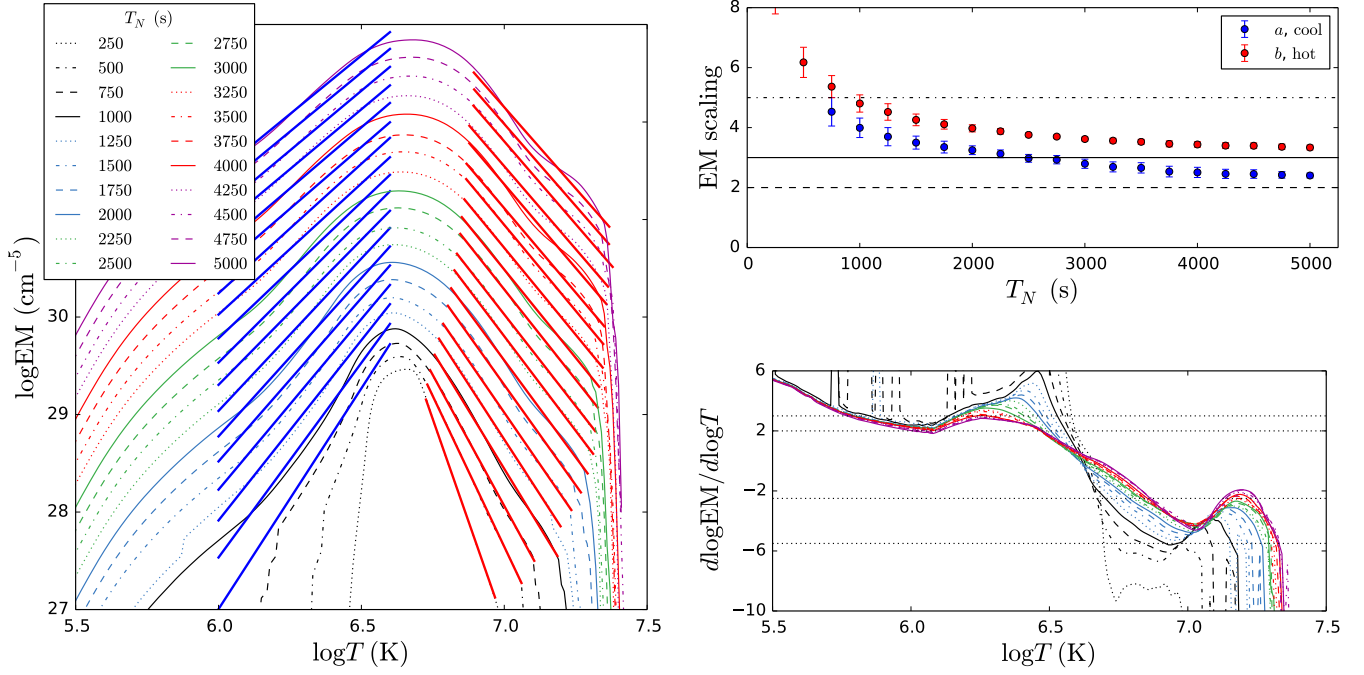 T_N (s)
250
500
750
1000
1250
1500
1750
2000
2250
2500
2750
3000
3250
3500
3750
4000
4250
4500
4750
5000
logEM (cm⁻⁵)
30
29
28
27
5.5 6.0 6.5 7.0 7.5
logT (K)
8
6
4
2
0
EM scaling
a, cool
b, hot
0 1000 2000 3000 4000 5000
T_N (s)
6
2
−2
−6
−10
dlogEM/dlogT
5.5 6.0 6.5 7.0 7.5
logT (K)